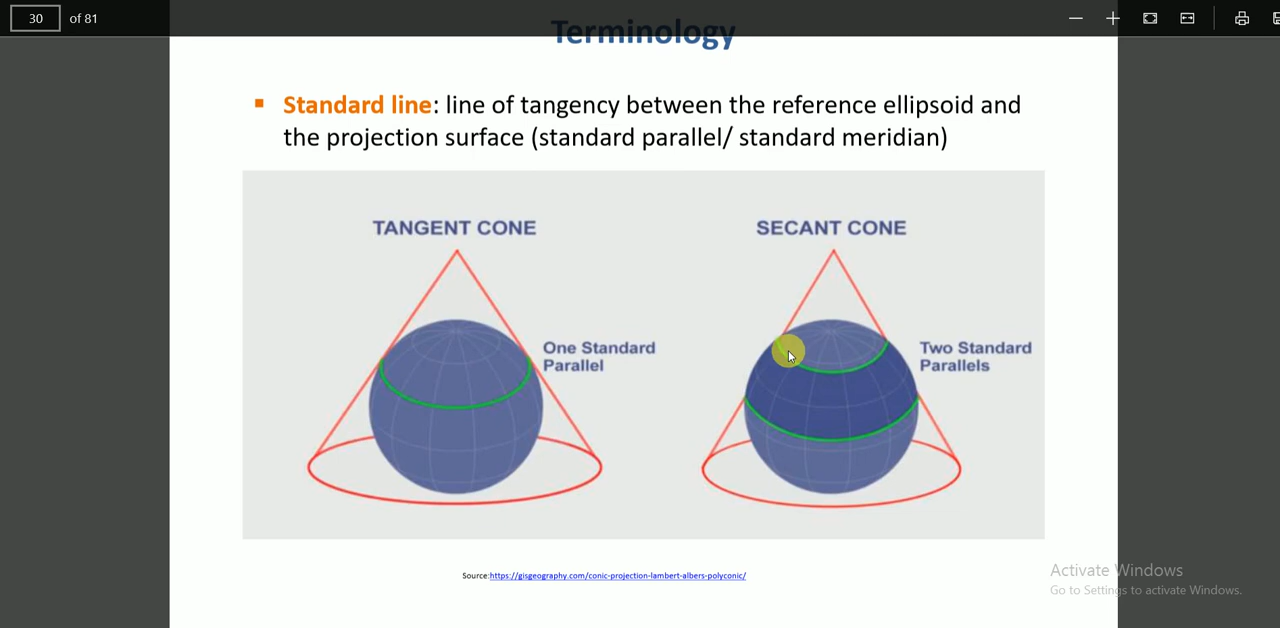 30 of 81
Terminology
Standard line: line of tangency between the reference ellipsoid and
the projection surface (standard parallel/ standard meridian)
TANGENT CONE
SECANT CONE
One Standard
Parallel
Two Standard
Parallels
Source:https://gisgeography.com/conic-projection-lambert-albers-polyconic/
Activate Windows
Go to Settings to activate Windows.